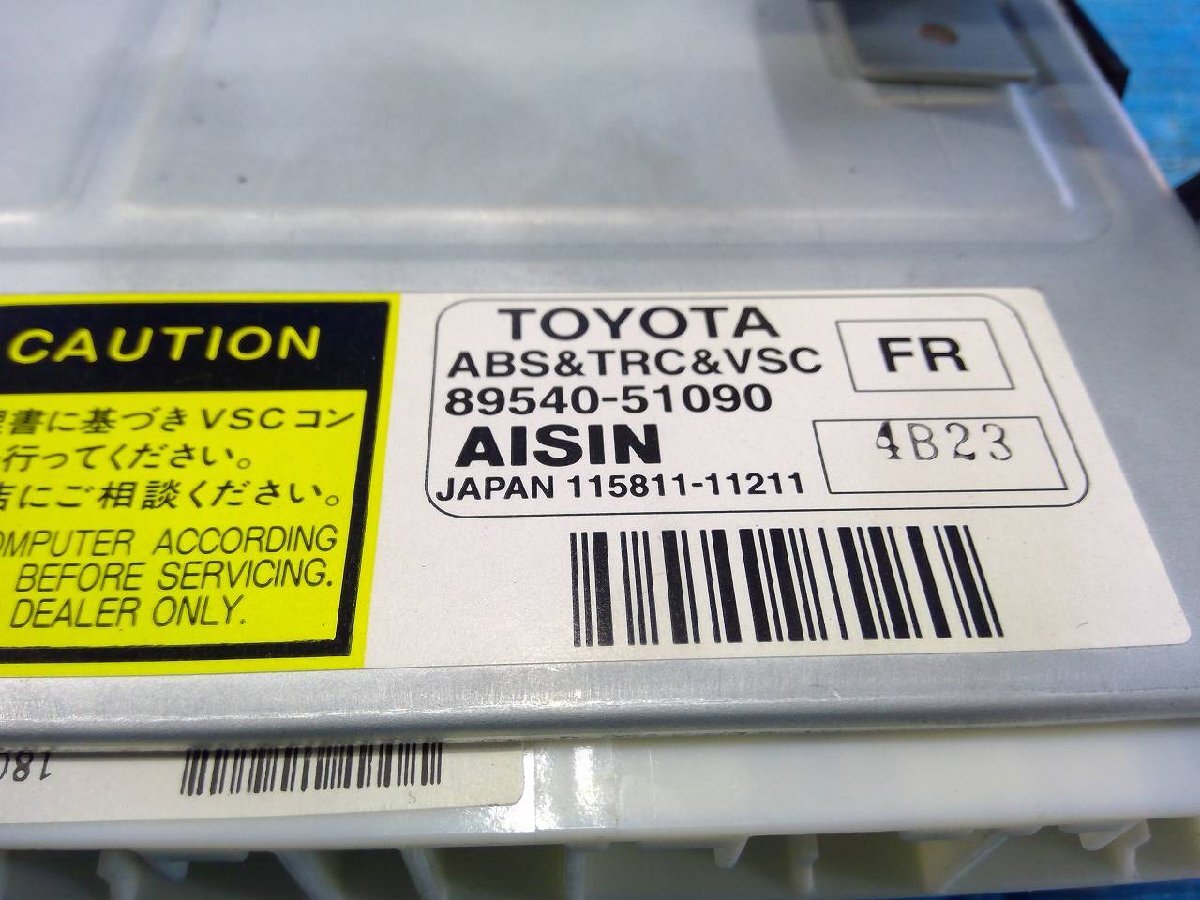 CAUTION
書に基づきVSCコン
行ってください。
にご相談ください。
ACCORDING
BEFORE SERVICING.
DEALER ONLY.
TOYOTA
FR
ABS&TRC&VSC
89540-51090
AISIN
4B23
JAPAN 115811-11211